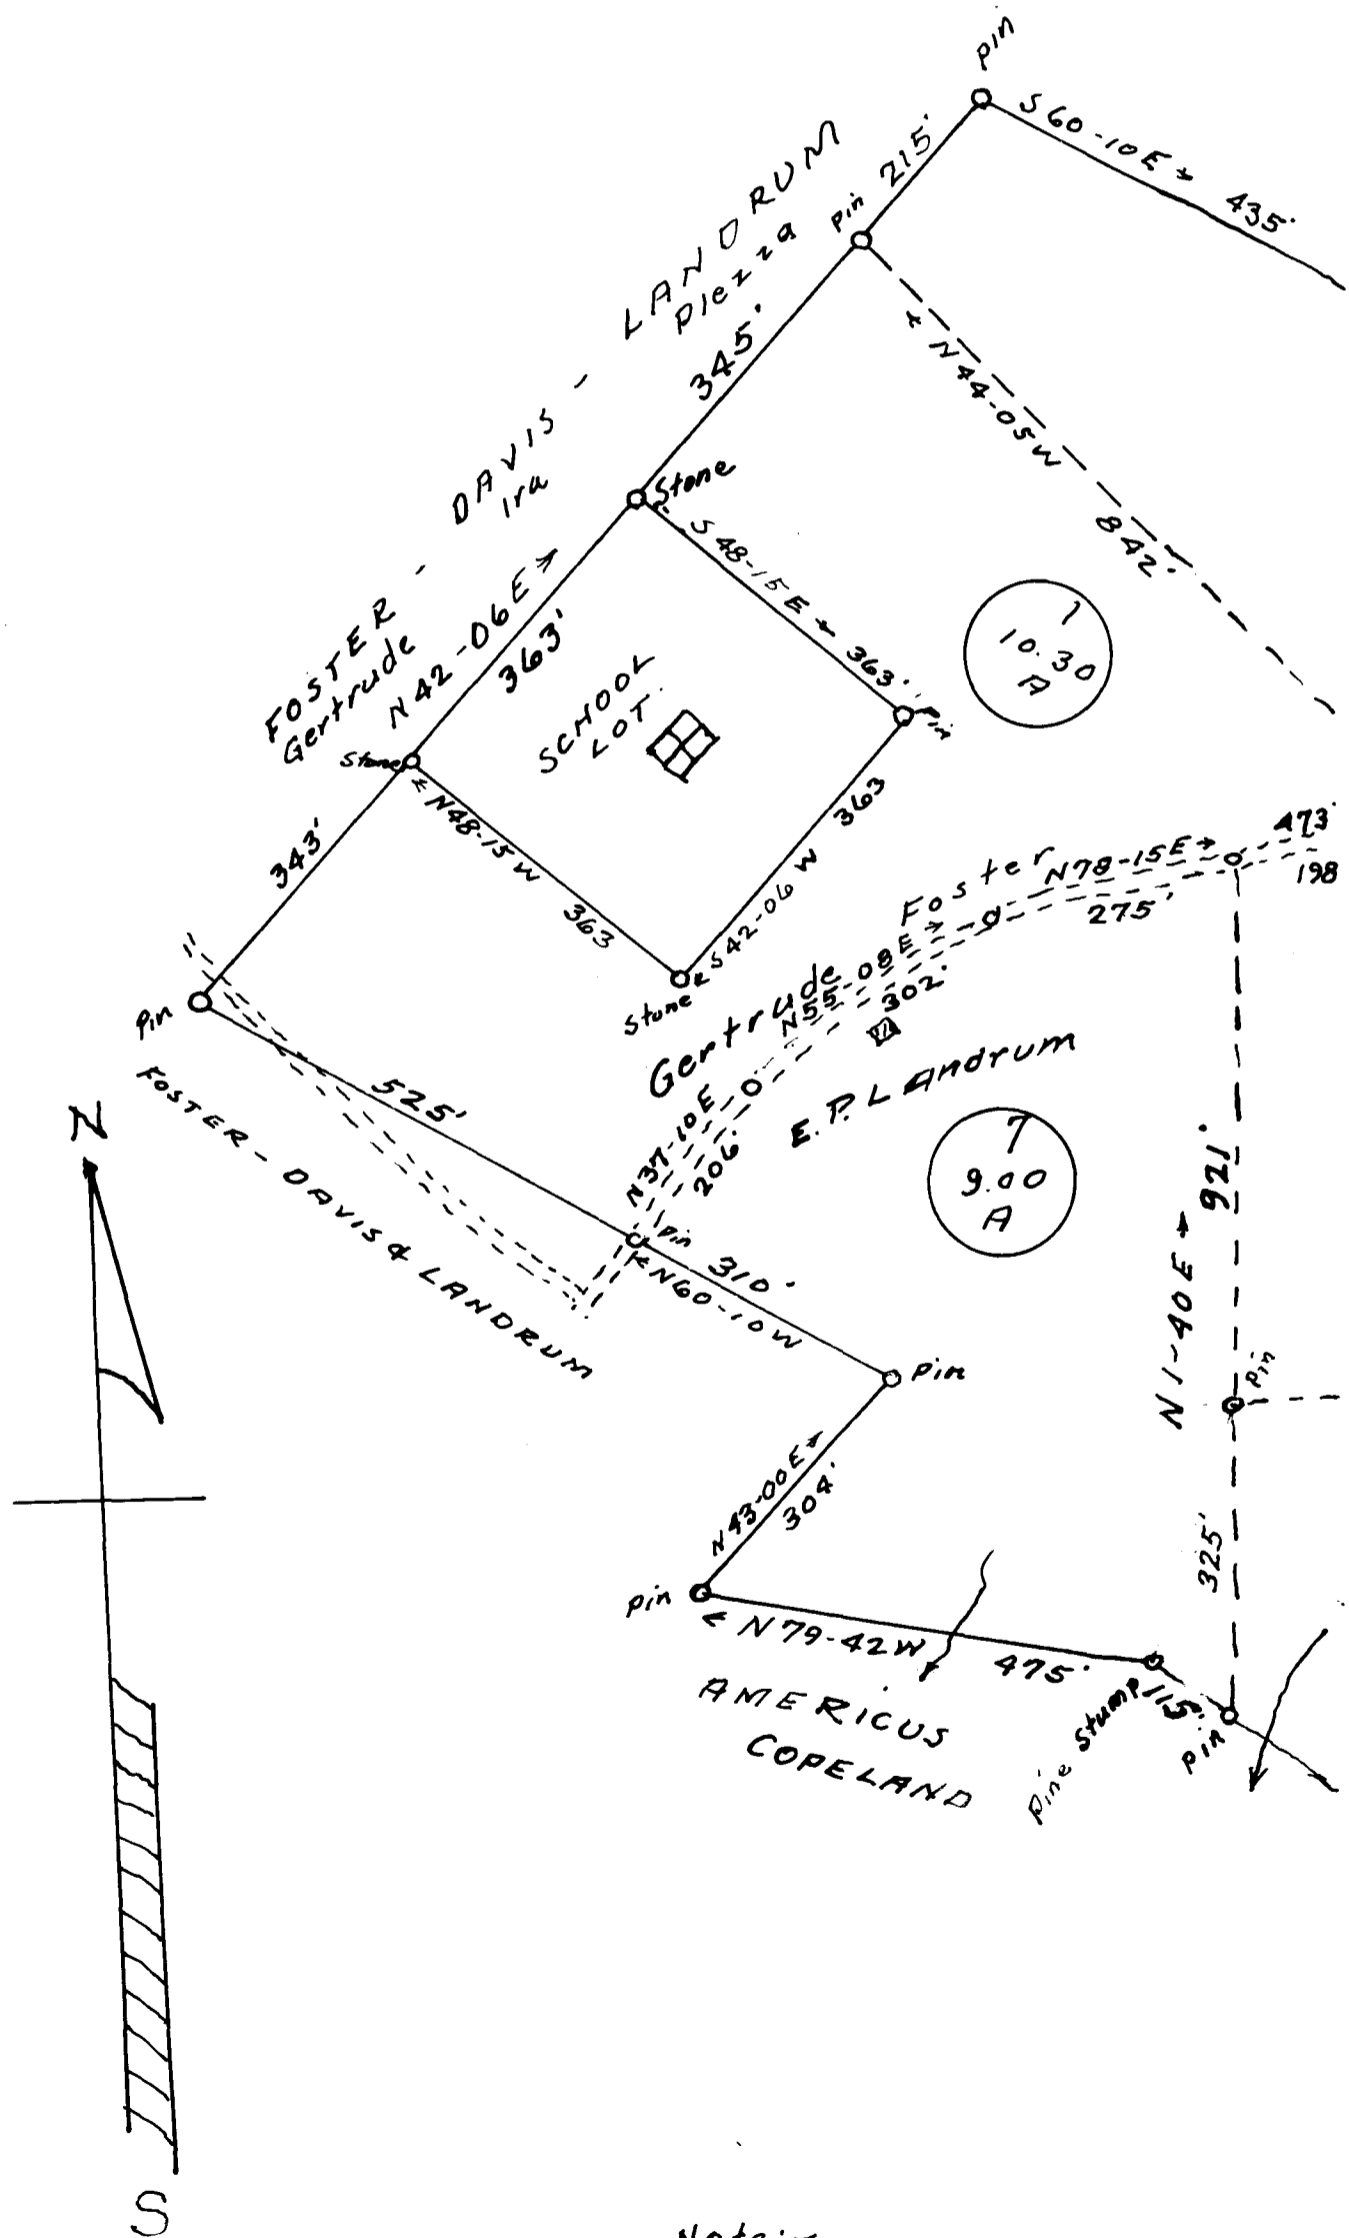 pin
S 60-10 E
435'
215'
pin
LANDRUM
Plezza
345'
N 44-05 W
842'
DAVIS -
Ira
Stone
S 48-15 E
363'
pin
FOSTER -
Gertrude
N 42-06 E
363'
SCHOOL
LOT.
1
10.30
A
Stone
N 48-15 W
363
363
S 42-06 W
Stone
343'
pin
473'
198
N 78-15 E
275'
Gertrude Foster
N 55-08 E
302'
N 37-10 E
206'
E. P. Landrum
7
9.00
A
525'
FOSTER - DAVIS & LANDRUM
pin
310'
N 60-10 W
pin
N
N 1-40 E
921'
pin
N 43-00 E
304'
325'
pin
N 79-42 W
475'
115'
Pine Stump
pin
AMERICUS
COPELAND
S